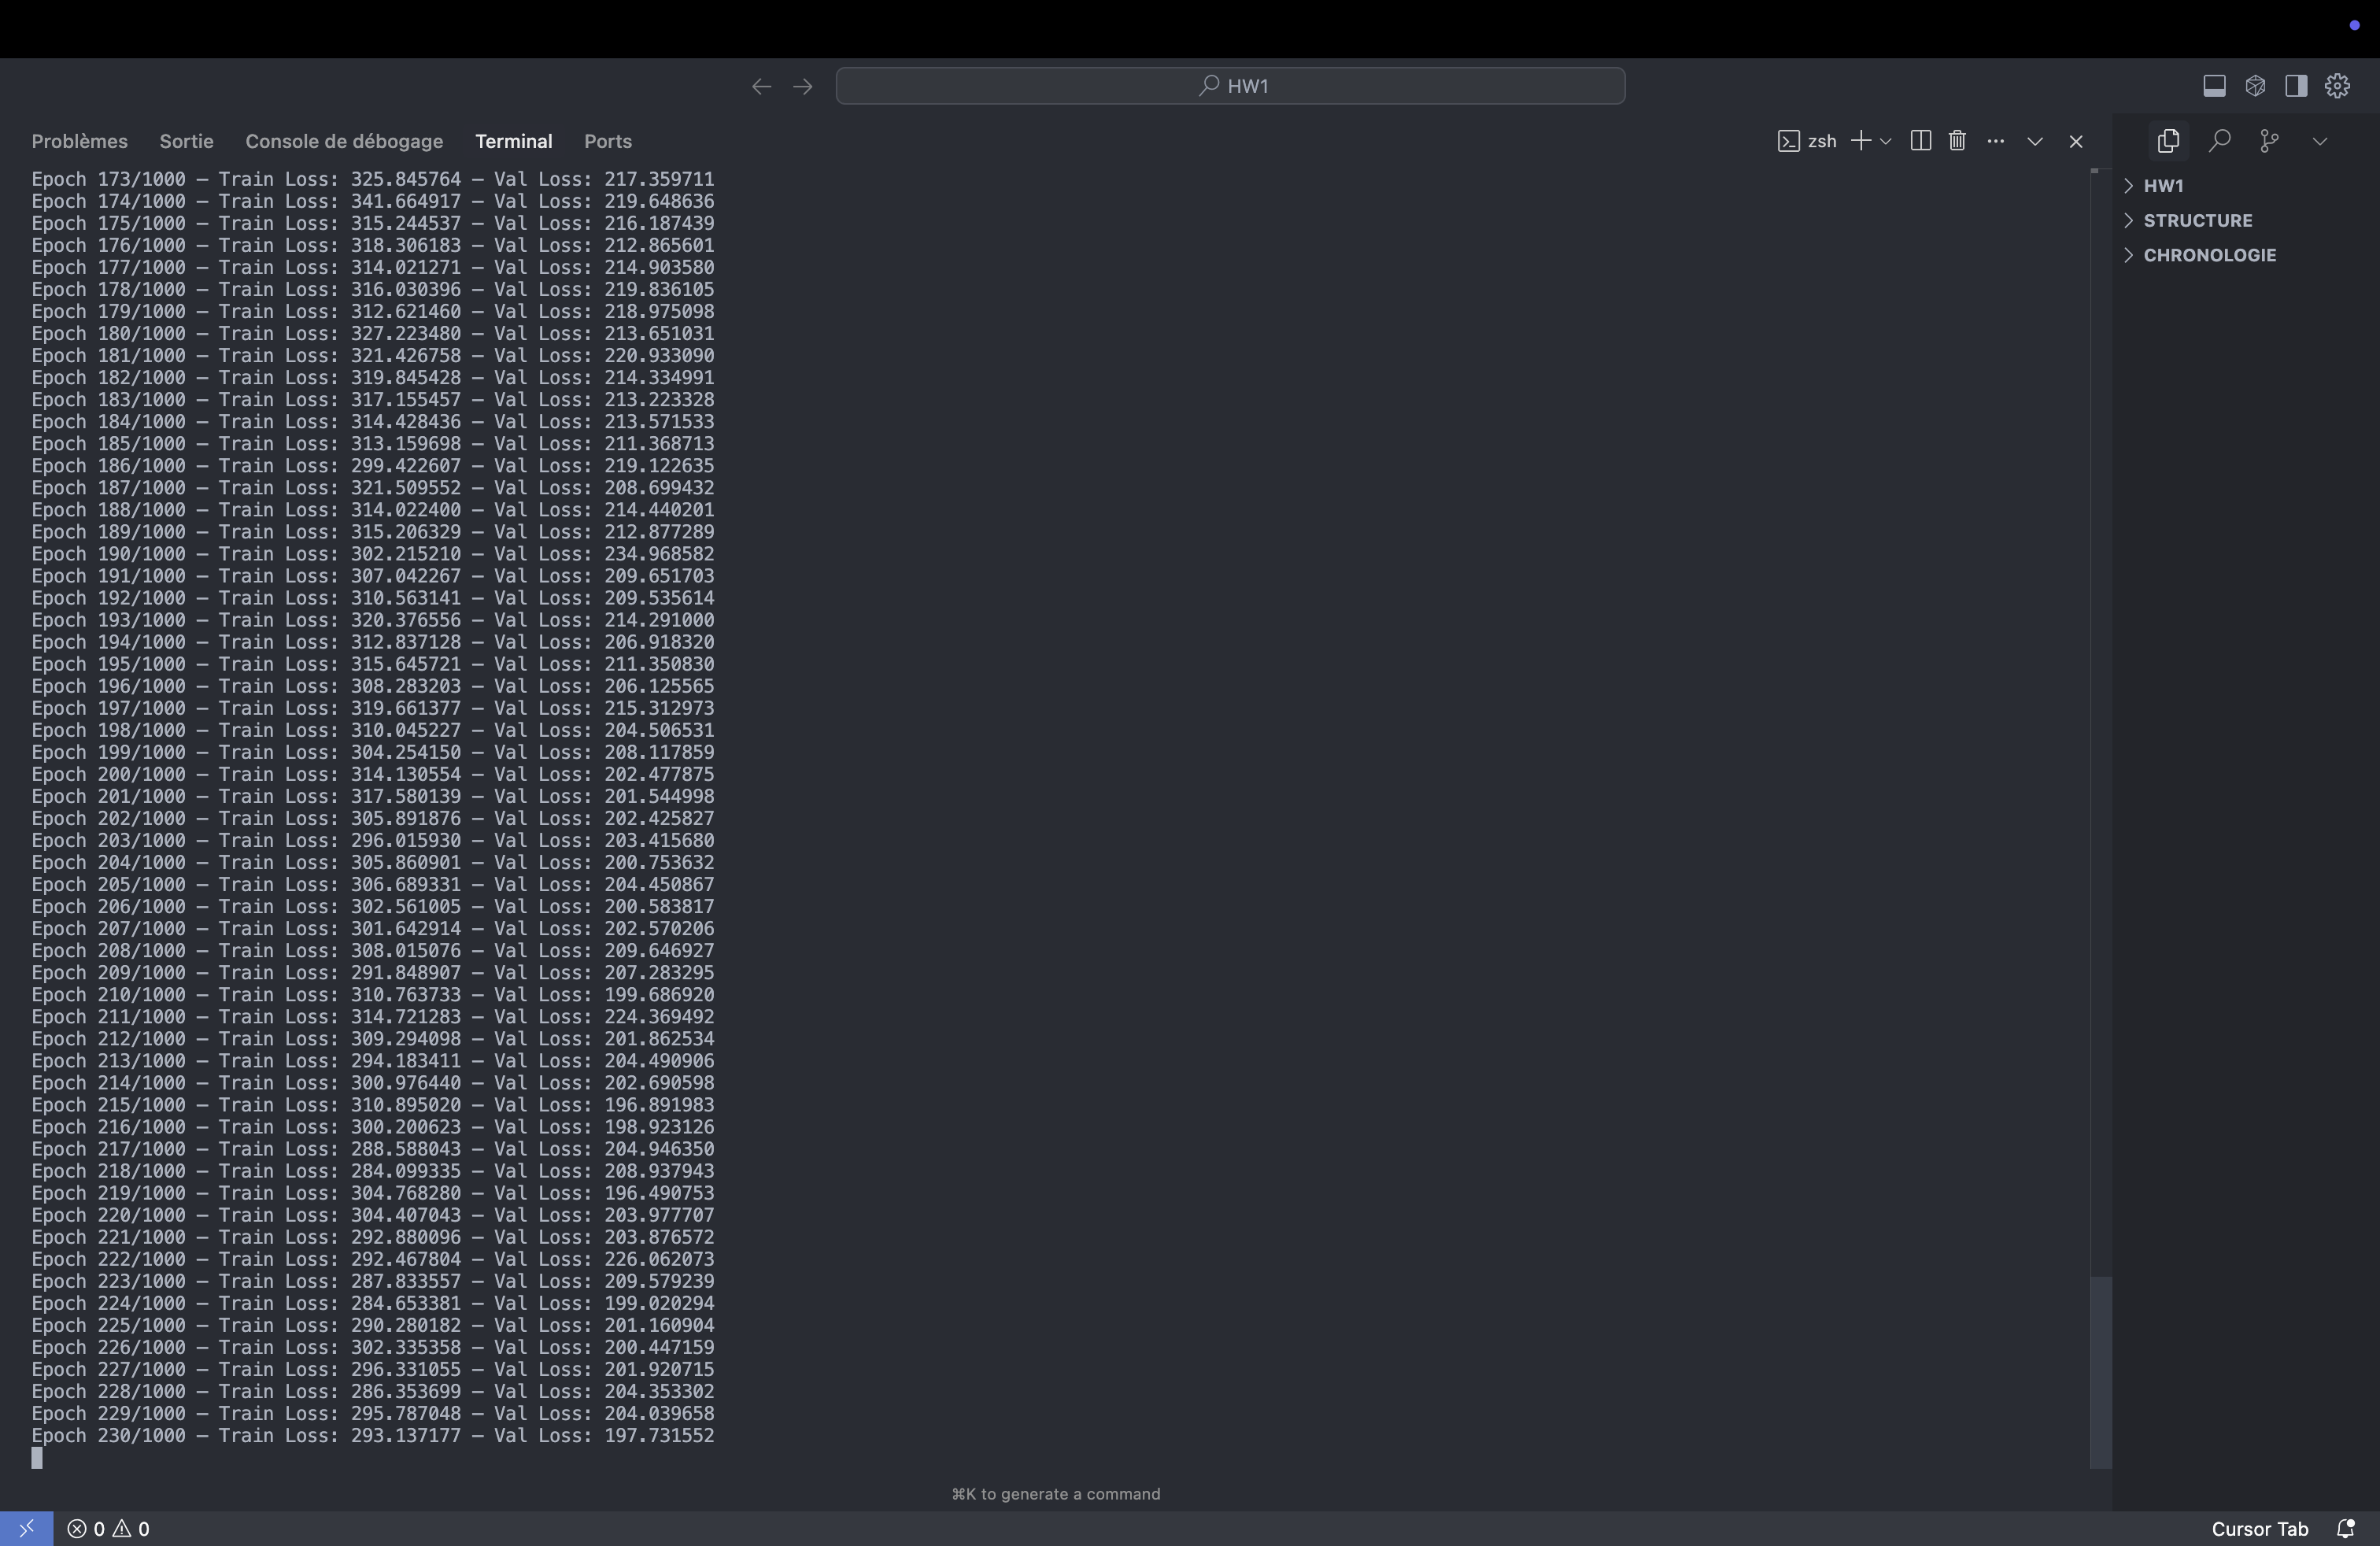 HW1
Problèmes Sortie Console de débogage Terminal Ports zsh
Epoch 173/1000 — Train Loss: 325.845764 — Val Loss: 217.359711
Epoch 174/1000 — Train Loss: 341.664917 — Val Loss: 219.648636
Epoch 175/1000 — Train Loss: 315.244537 — Val Loss: 216.187439
Epoch 176/1000 — Train Loss: 318.306183 — Val Loss: 212.865601
Epoch 177/1000 — Train Loss: 314.021271 — Val Loss: 214.903580
Epoch 178/1000 — Train Loss: 316.030396 — Val Loss: 219.836105
Epoch 179/1000 — Train Loss: 312.621460 — Val Loss: 218.975098
Epoch 180/1000 — Train Loss: 327.223480 — Val Loss: 213.651031
Epoch 181/1000 — Train Loss: 321.426758 — Val Loss: 220.933090
Epoch 182/1000 — Train Loss: 319.845428 — Val Loss: 214.334991
Epoch 183/1000 — Train Loss: 317.155457 — Val Loss: 213.223328
Epoch 184/1000 — Train Loss: 314.428436 — Val Loss: 213.571533
Epoch 185/1000 — Train Loss: 313.159698 — Val Loss: 211.368713
Epoch 186/1000 — Train Loss: 299.422607 — Val Loss: 219.122635
Epoch 187/1000 — Train Loss: 321.509552 — Val Loss: 208.699432
Epoch 188/1000 — Train Loss: 314.022400 — Val Loss: 214.440201
Epoch 189/1000 — Train Loss: 315.206329 — Val Loss: 212.877289
Epoch 190/1000 — Train Loss: 302.215210 — Val Loss: 234.968582
Epoch 191/1000 — Train Loss: 307.042267 — Val Loss: 209.651703
Epoch 192/1000 — Train Loss: 310.563141 — Val Loss: 209.535614
Epoch 193/1000 — Train Loss: 320.376556 — Val Loss: 214.291000
Epoch 194/1000 — Train Loss: 312.837128 — Val Loss: 206.918320
Epoch 195/1000 — Train Loss: 315.645721 — Val Loss: 211.350830
Epoch 196/1000 — Train Loss: 308.283203 — Val Loss: 206.125565
Epoch 197/1000 — Train Loss: 319.661377 — Val Loss: 215.312973
Epoch 198/1000 — Train Loss: 310.045227 — Val Loss: 204.506531
Epoch 199/1000 — Train Loss: 304.254150 — Val Loss: 208.117859
Epoch 200/1000 — Train Loss: 314.130554 — Val Loss: 202.477875
Epoch 201/1000 — Train Loss: 317.580139 — Val Loss: 201.544998
Epoch 202/1000 — Train Loss: 305.891876 — Val Loss: 202.425827
Epoch 203/1000 — Train Loss: 296.015930 — Val Loss: 203.415680
Epoch 204/1000 — Train Loss: 305.860901 — Val Loss: 200.753632
Epoch 205/1000 — Train Loss: 306.689331 — Val Loss: 204.450867
Epoch 206/1000 — Train Loss: 302.561005 — Val Loss: 200.583817
Epoch 207/1000 — Train Loss: 301.642914 — Val Loss: 202.570206
Epoch 208/1000 — Train Loss: 308.015076 — Val Loss: 209.646927
Epoch 209/1000 — Train Loss: 291.848907 — Val Loss: 207.283295
Epoch 210/1000 — Train Loss: 310.763733 — Val Loss: 199.686920
Epoch 211/1000 — Train Loss: 314.721283 — Val Loss: 224.369492
Epoch 212/1000 — Train Loss: 309.294098 — Val Loss: 201.862534
Epoch 213/1000 — Train Loss: 294.183411 — Val Loss: 204.490906
Epoch 214/1000 — Train Loss: 300.976440 — Val Loss: 202.690598
Epoch 215/1000 — Train Loss: 310.895020 — Val Loss: 196.891983
Epoch 216/1000 — Train Loss: 300.200623 — Val Loss: 198.923126
Epoch 217/1000 — Train Loss: 288.588043 — Val Loss: 204.946350
Epoch 218/1000 — Train Loss: 284.099335 — Val Loss: 208.937943
Epoch 219/1000 — Train Loss: 304.768280 — Val Loss: 196.490753
Epoch 220/1000 — Train Loss: 304.407043 — Val Loss: 203.977707
Epoch 221/1000 — Train Loss: 292.880096 — Val Loss: 203.876572
Epoch 222/1000 — Train Loss: 292.467804 — Val Loss: 226.062073
Epoch 223/1000 — Train Loss: 287.833557 — Val Loss: 209.579239
Epoch 224/1000 — Train Loss: 284.653381 — Val Loss: 199.020294
Epoch 225/1000 — Train Loss: 290.280182 — Val Loss: 201.160904
Epoch 226/1000 — Train Loss: 302.335358 — Val Loss: 200.447159
Epoch 227/1000 — Train Loss: 296.331055 — Val Loss: 201.920715
Epoch 228/1000 — Train Loss: 286.353699 — Val Loss: 204.353302
Epoch 229/1000 — Train Loss: 295.787048 — Val Loss: 204.039658
Epoch 230/1000 — Train Loss: 293.137177 — Val Loss: 197.731552
⌘K to generate a command
HW1
STRUCTURE
CHRONOLOGIE
0 0
Cursor Tab